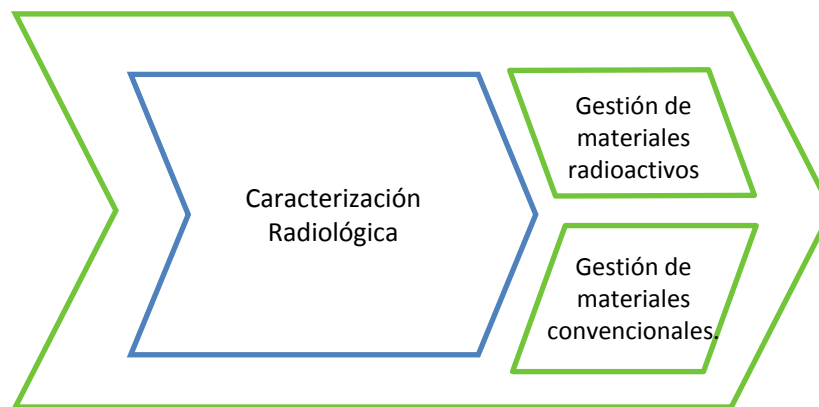 Caracterización
Radiológica
Gestión de
materiales
radioactivos
Gestión de
materiales
convencionales.